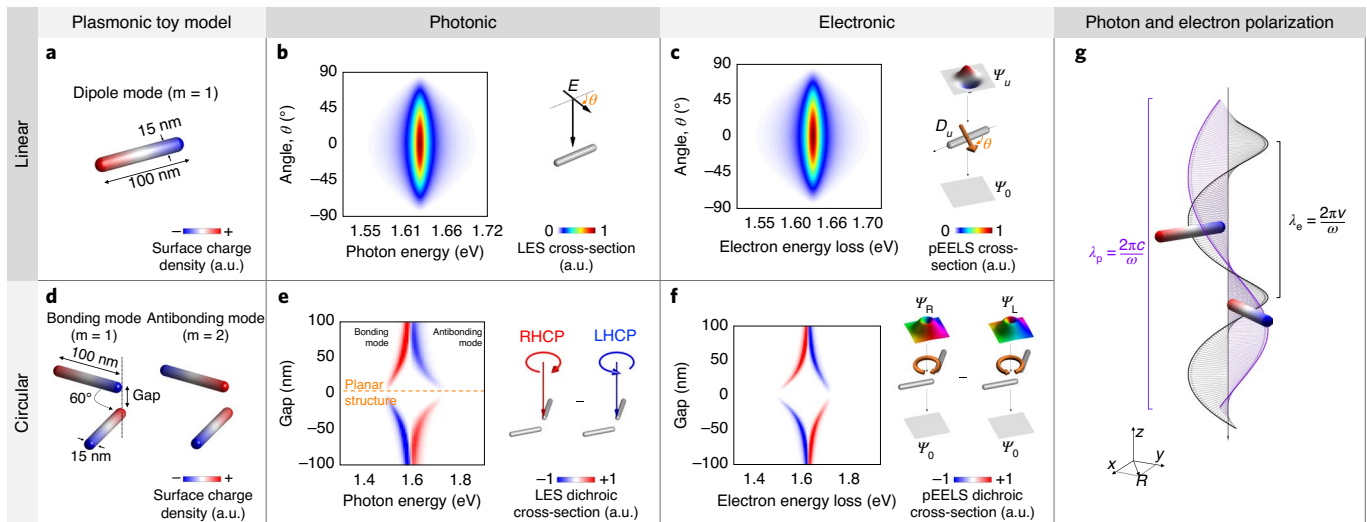 Plasmonic toy model
Photonic
Electronic
Photon and electron polarization
Linear
a
Dipole mode (m = 1)
15 nm
100 nm
– +
Surface charge
density (a.u.)
b
90
45
0
–45
–90
Angle, θ (°)
1.55 1.61 1.66 1.72
Photon energy (eV)
E
θ
0 1
LES cross-section
(a.u.)
c
90
45
0
–45
–90
Angle, θ (°)
1.55 1.60 1.66 1.70
Electron energy loss (eV)
Ψu
Du
θ
Ψ0
0 1
pEELS cross-
section (a.u.)
g
λp = 2πc/ω
λe = 2πv/ω
z
x
y
R
Circular
d
Bonding mode
(m = 1)
Antibonding mode
(m = 2)
100 nm
Gap
60°
15 nm
– +
Surface charge
density (a.u.)
e
100
50
0
–50
–100
Gap (nm)
Bonding
mode
Antibonding
mode
Planar
structure
1.4 1.6 1.8
Photon energy
(eV)
RHCP
LHCP
–
–1 +1
LES dichroic
cross-section (a.u.)
f
100
50
0
–50
–100
Gap (nm)
1.4 1.6 1.8
Electron energy loss
(eV)
ΨR
ΨL
–
Ψ0
Ψ0
–1 +1
pEELS dichroic
cross-section (a.u.)